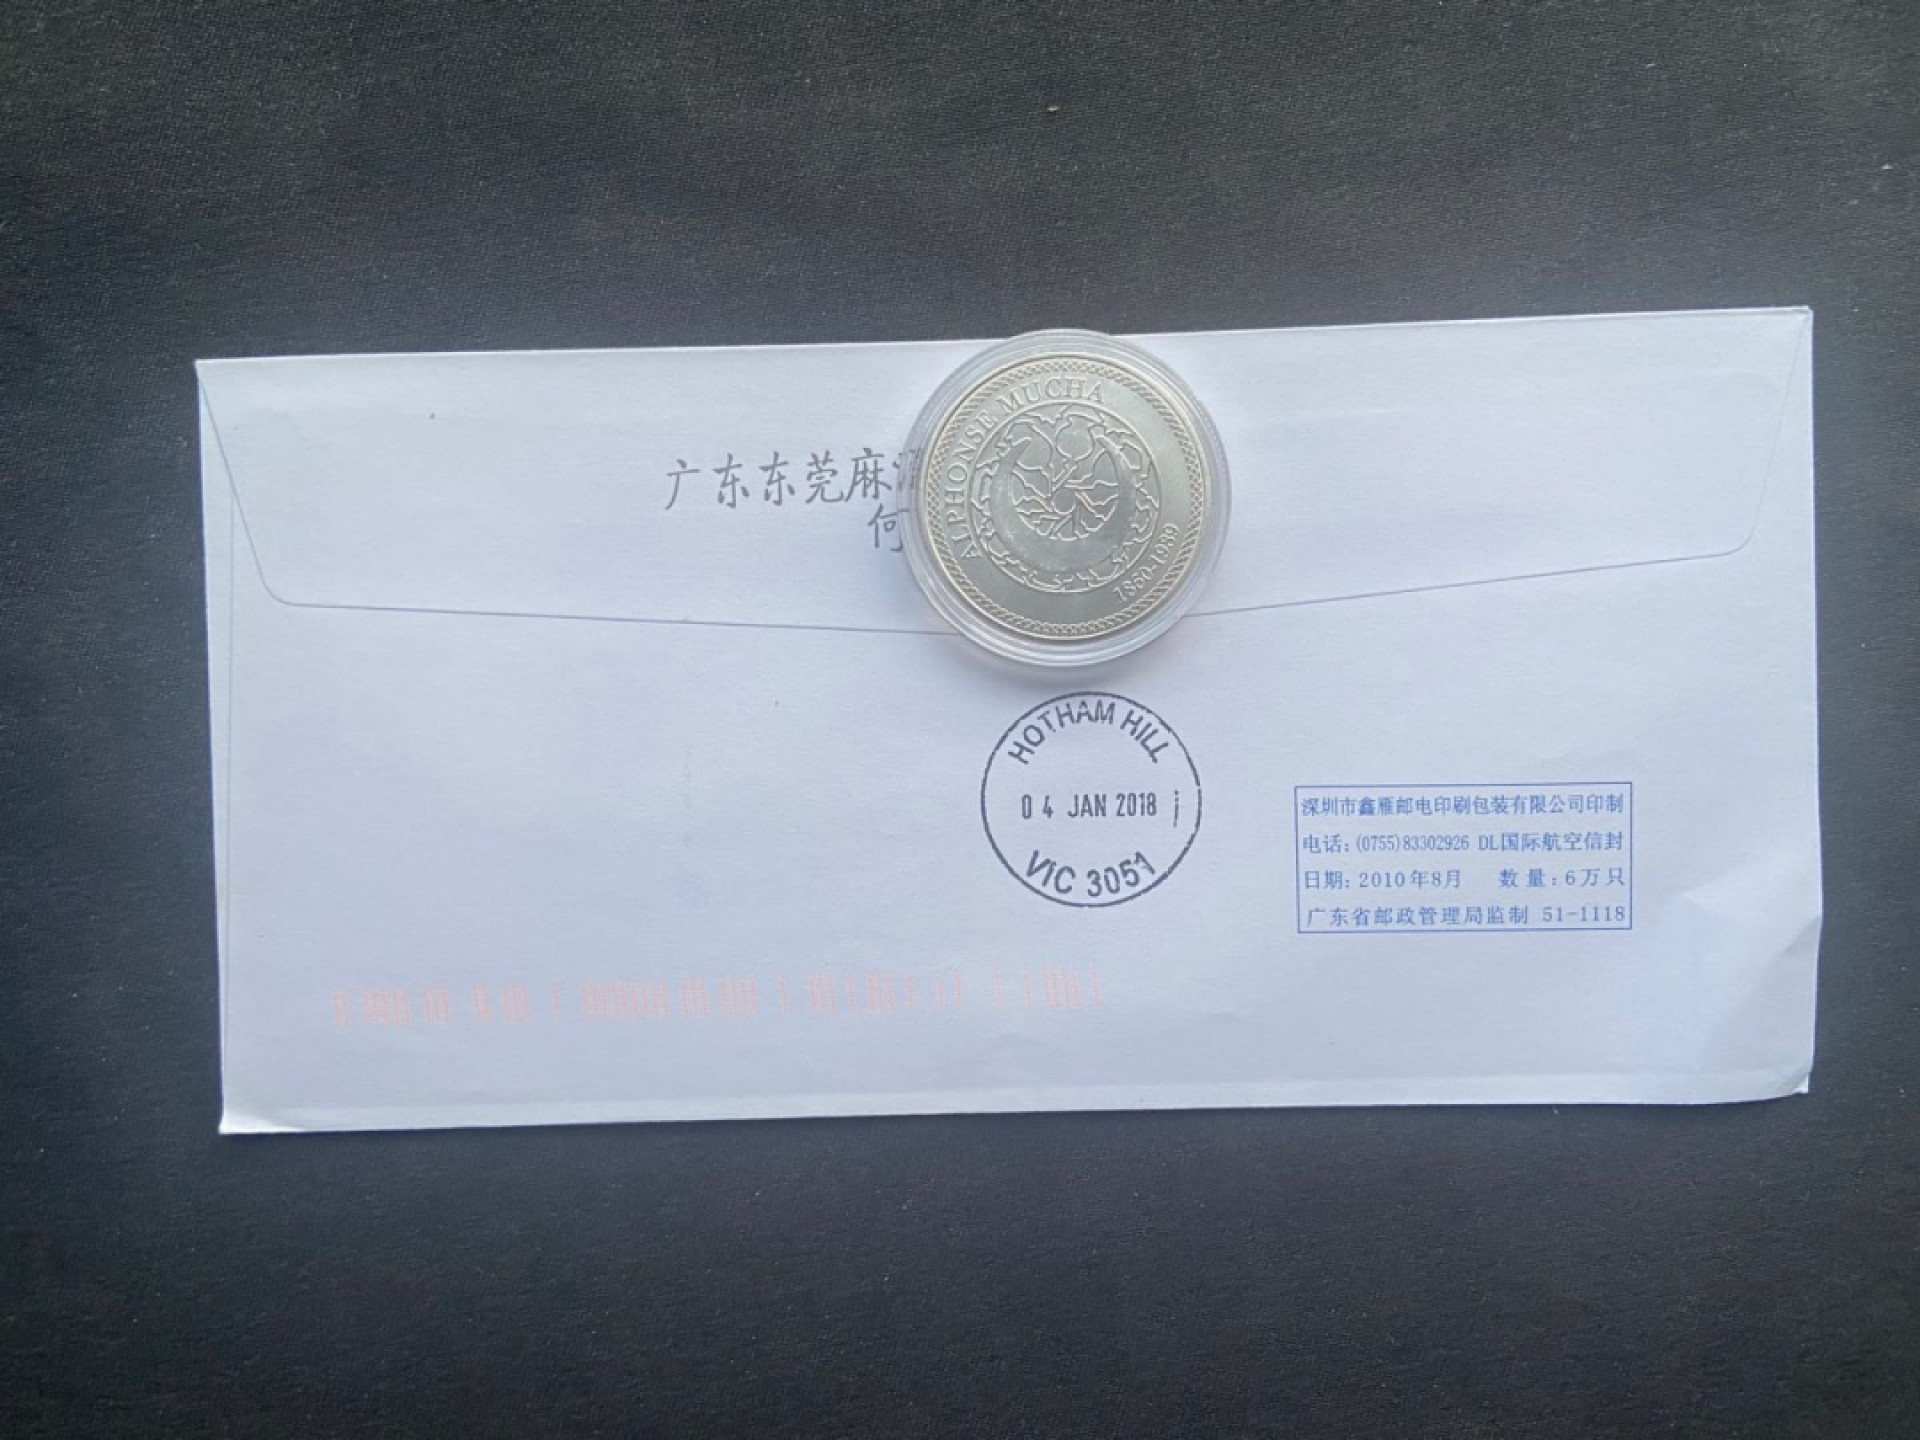 ALPHONSE MUCHA
1860-1939
广东东莞麻
何
HOTHAM HILL
04 JAN 2018
VIC 3051
深圳市鑫雁邮电印刷包装有限公司印制
电话:(0755)83302926 DL国际航空信封
日期:2010年8月 数量:6万只
广东省邮政管理局监制 51-1118